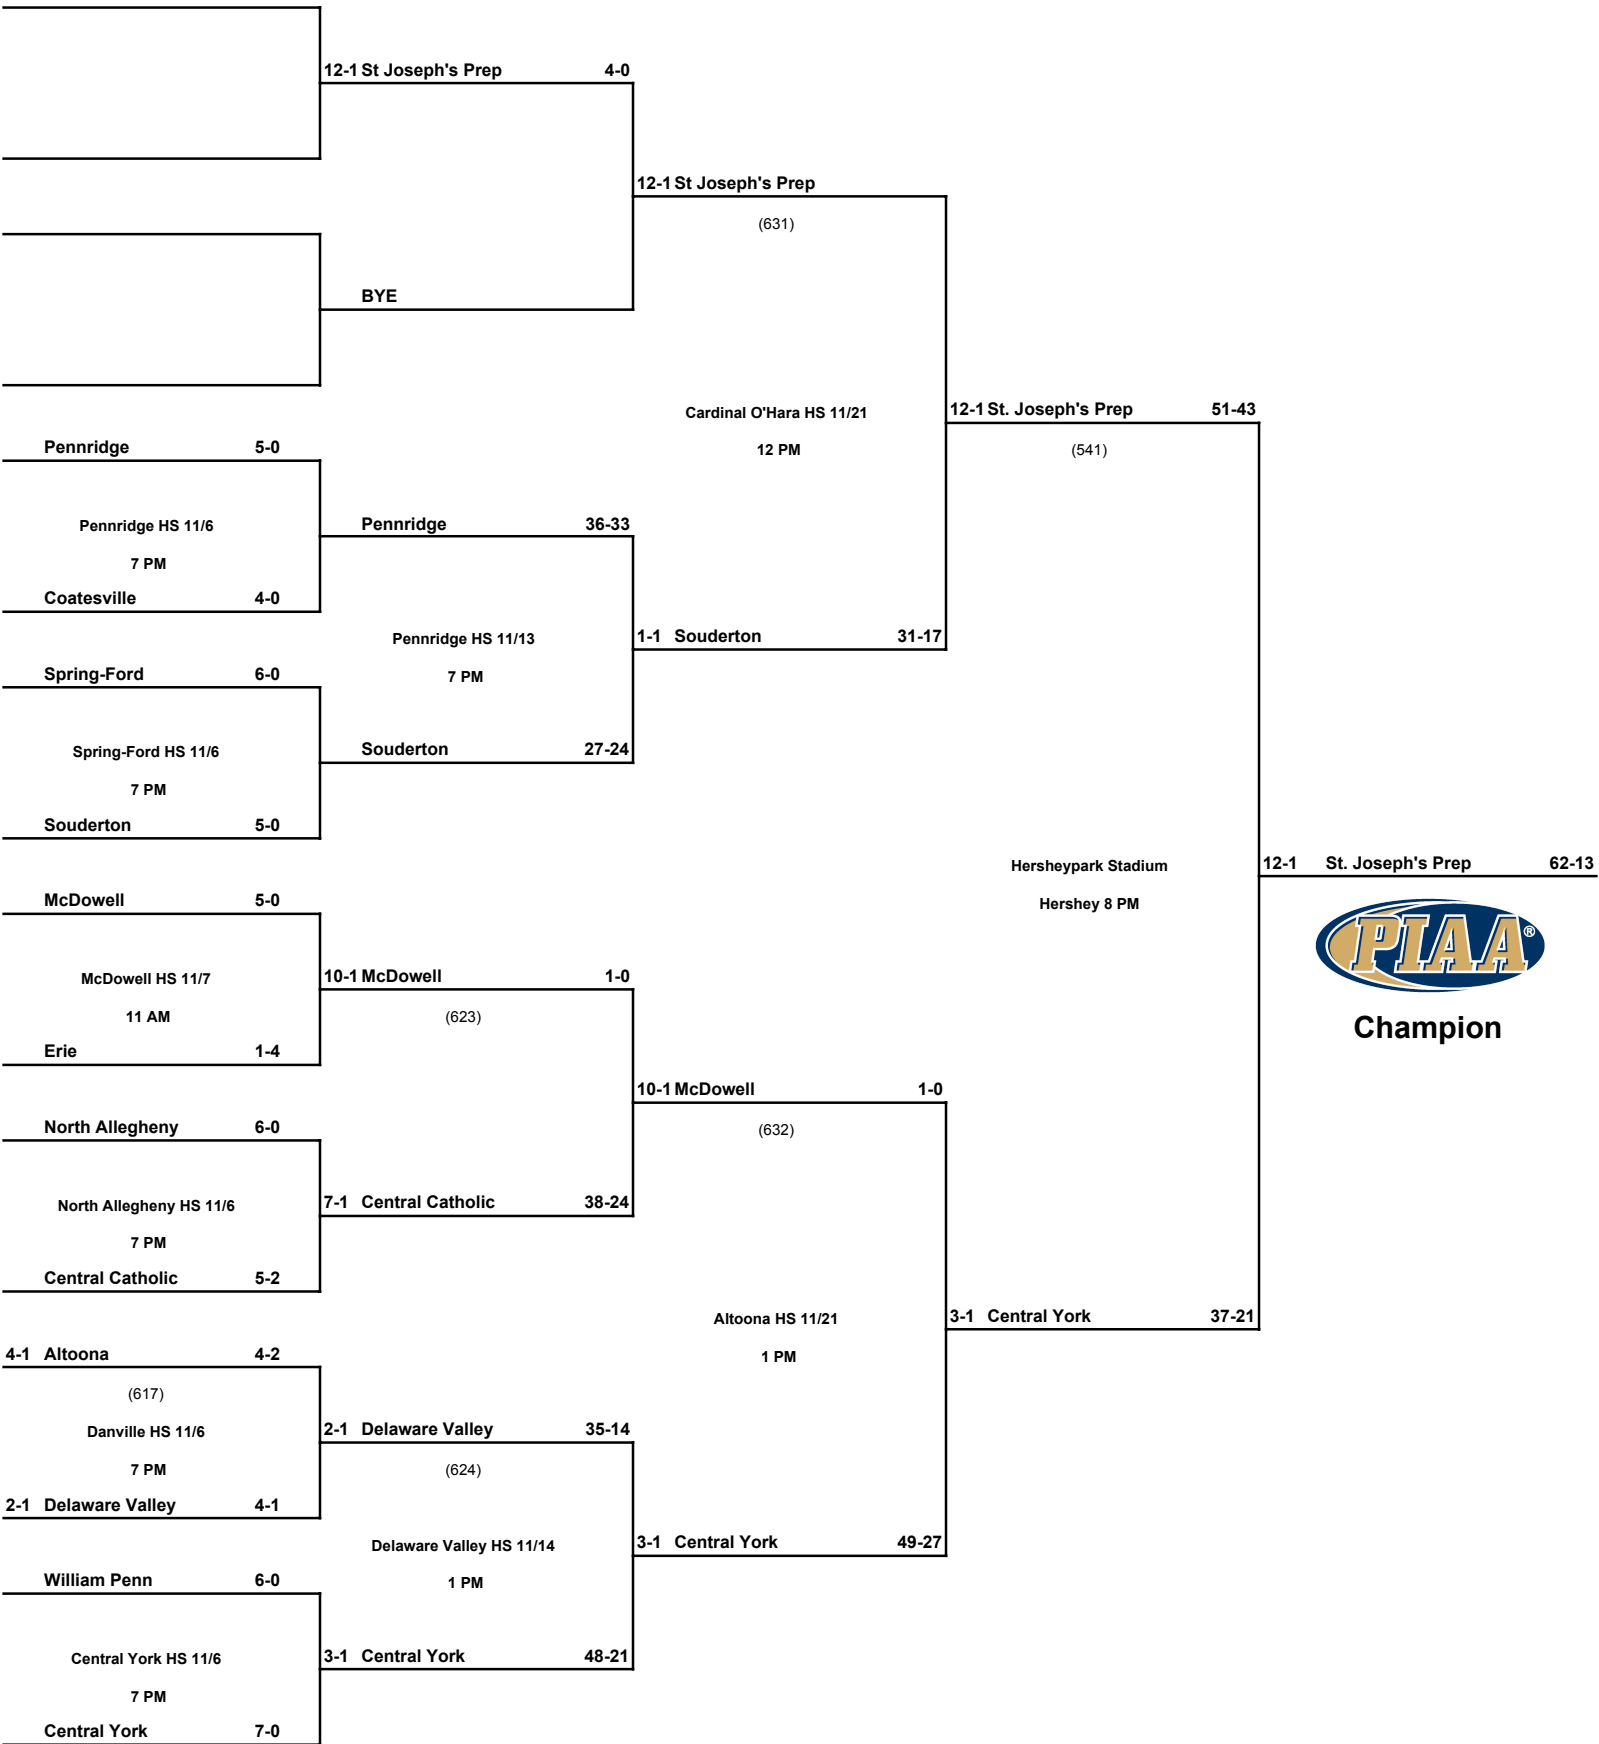 12-1 St Joseph's Prep 4-0
12-1 St Joseph's Prep
(631)
BYE
Cardinal O'Hara HS 11/21
12 PM
12-1 St. Joseph's Prep 51-43
(541)
Pennridge 5-0
Pennridge HS 11/6
7 PM
Coatesville 4-0
Pennridge 36-33
Pennridge HS 11/13
7 PM
1-1 Souderton 31-17
Spring-Ford 6-0
Spring-Ford HS 11/6
7 PM
Souderton 5-0
Souderton 27-24
Hersheypark Stadium
Hershey 8 PM
12-1 St. Joseph's Prep 62-13
PIAA®
Champion
McDowell 5-0
McDowell HS 11/7
11 AM
Erie 1-4
10-1 McDowell 1-0
(623)
10-1 McDowell 1-0
(632)
North Allegheny 6-0
North Allegheny HS 11/6
7 PM
Central Catholic 5-2
7-1 Central Catholic 38-24
Altoona HS 11/21
1 PM
3-1 Central York 37-21
4-1 Altoona 4-2
(617)
Danville HS 11/6
7 PM
2-1 Delaware Valley 4-1
2-1 Delaware Valley 35-14
(624)
Delaware Valley HS 11/14
1 PM
3-1 Central York 49-27
William Penn 6-0
Central York HS 11/6
7 PM
Central York 7-0
3-1 Central York 48-21